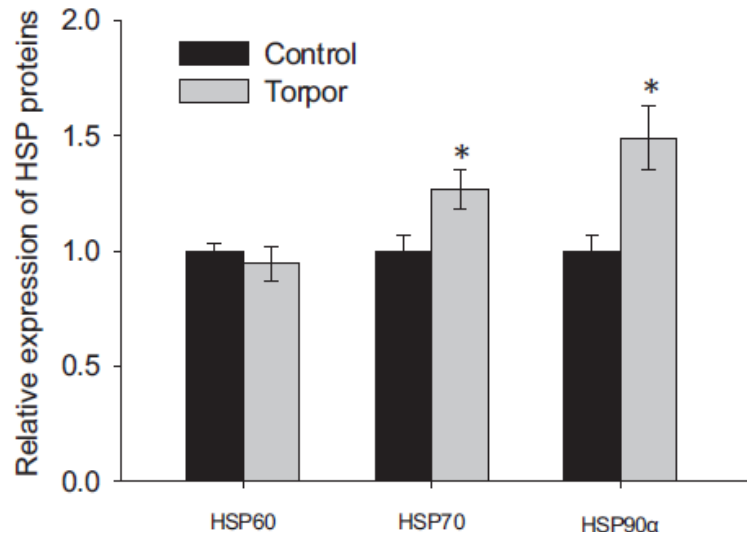 Relative expression of HSP proteins
2.0
1.5
1.0
0.5
0.0
Control
Torpor
*
*
HSP60
HSP70
HSP90α